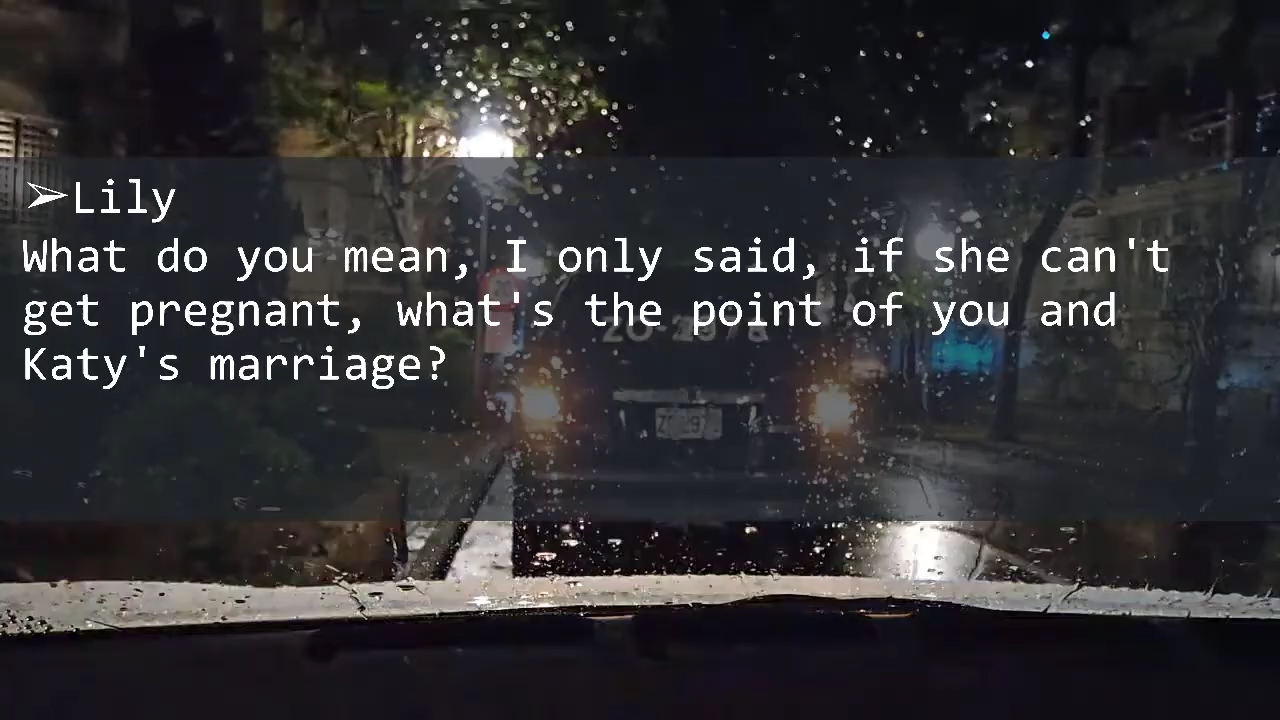 ➢Lily
What do you mean, I only said, if she can't
get pregnant, what's the point of you and
Katy's marriage?